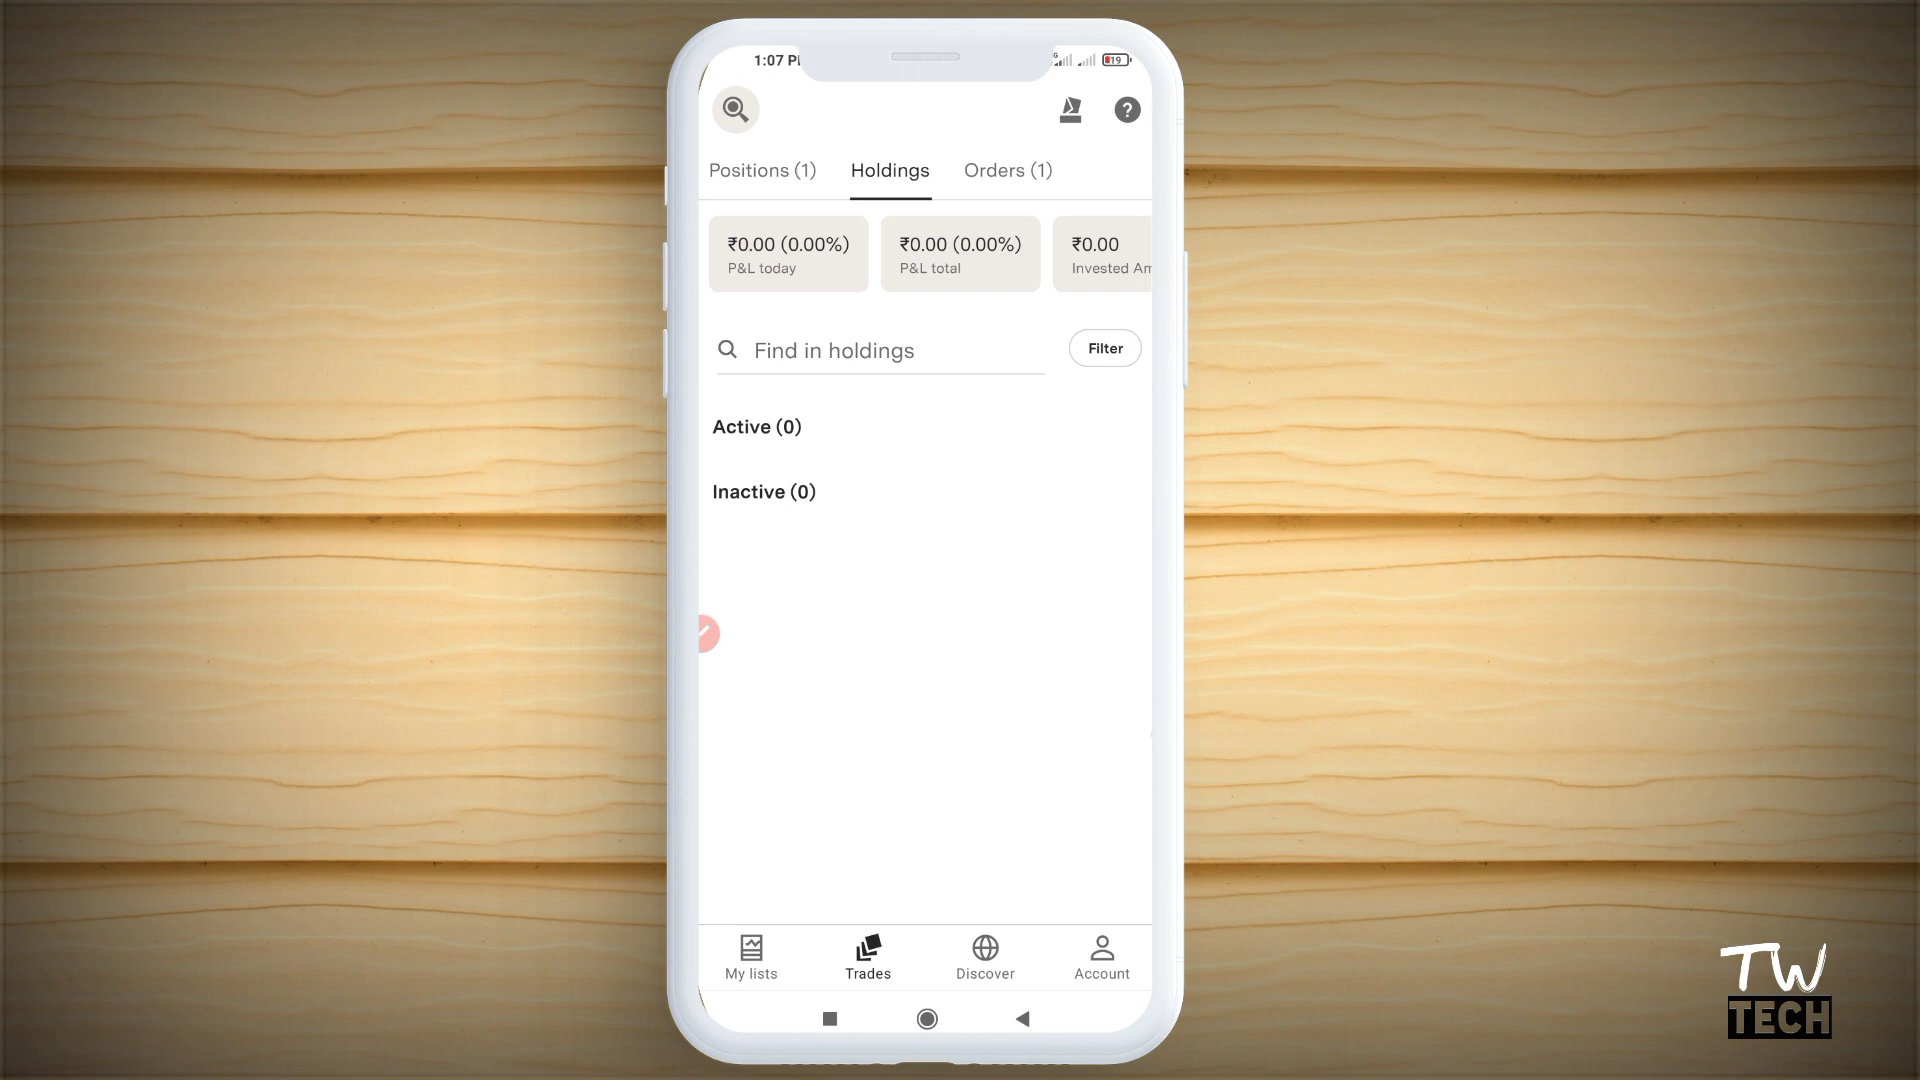 1:07 P
19
Positions (1) Holdings Orders (1)
₹0.00 (0.00%) ₹0.00 (0.00%) ₹0.00
P&L today P&L total Invested Am
Find in holdings Filter
Active (0)
Inactive (0)
My lists Trades Discover Account
TW
TECH